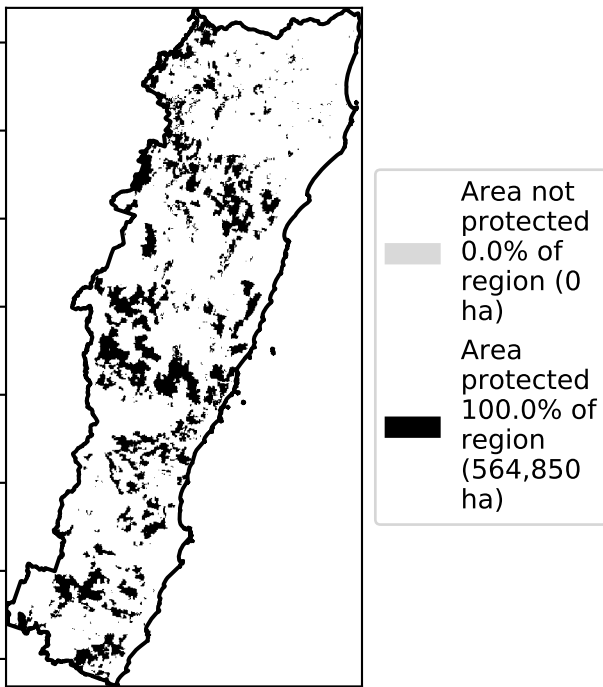 Area not
protected
0.0% of
region (0
ha)
Area
protected
100.0% of
region
(564,850
ha)